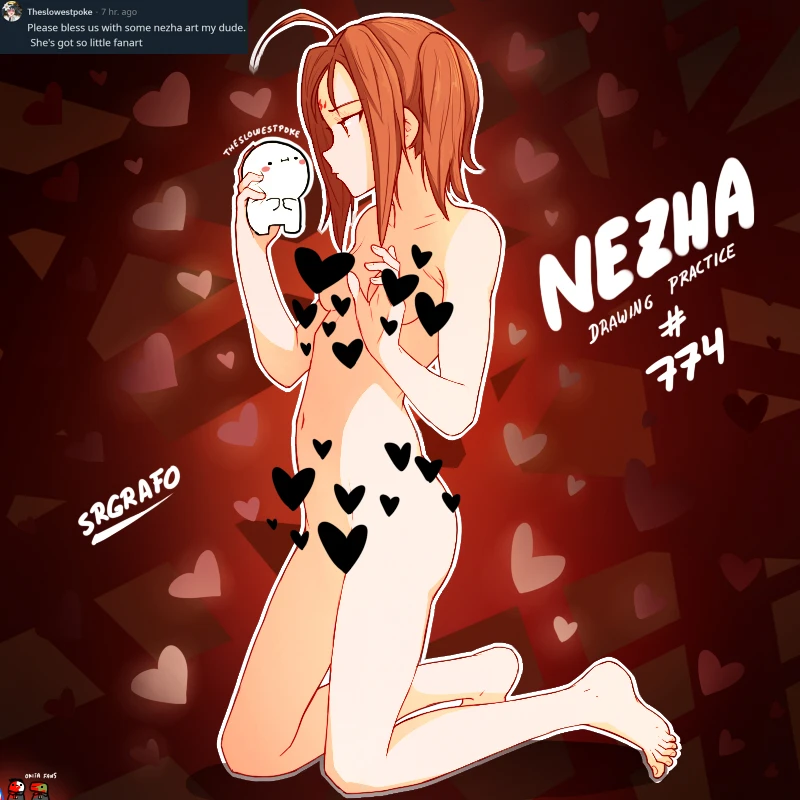 Theslowestpoke · 7 hr. ago
Please bless us with some nezha art my dude.
She's got so little fanart
THESLOWESTPOKE
NEZHA
DRAWING PRACTICE
#
774
SRGRAFO